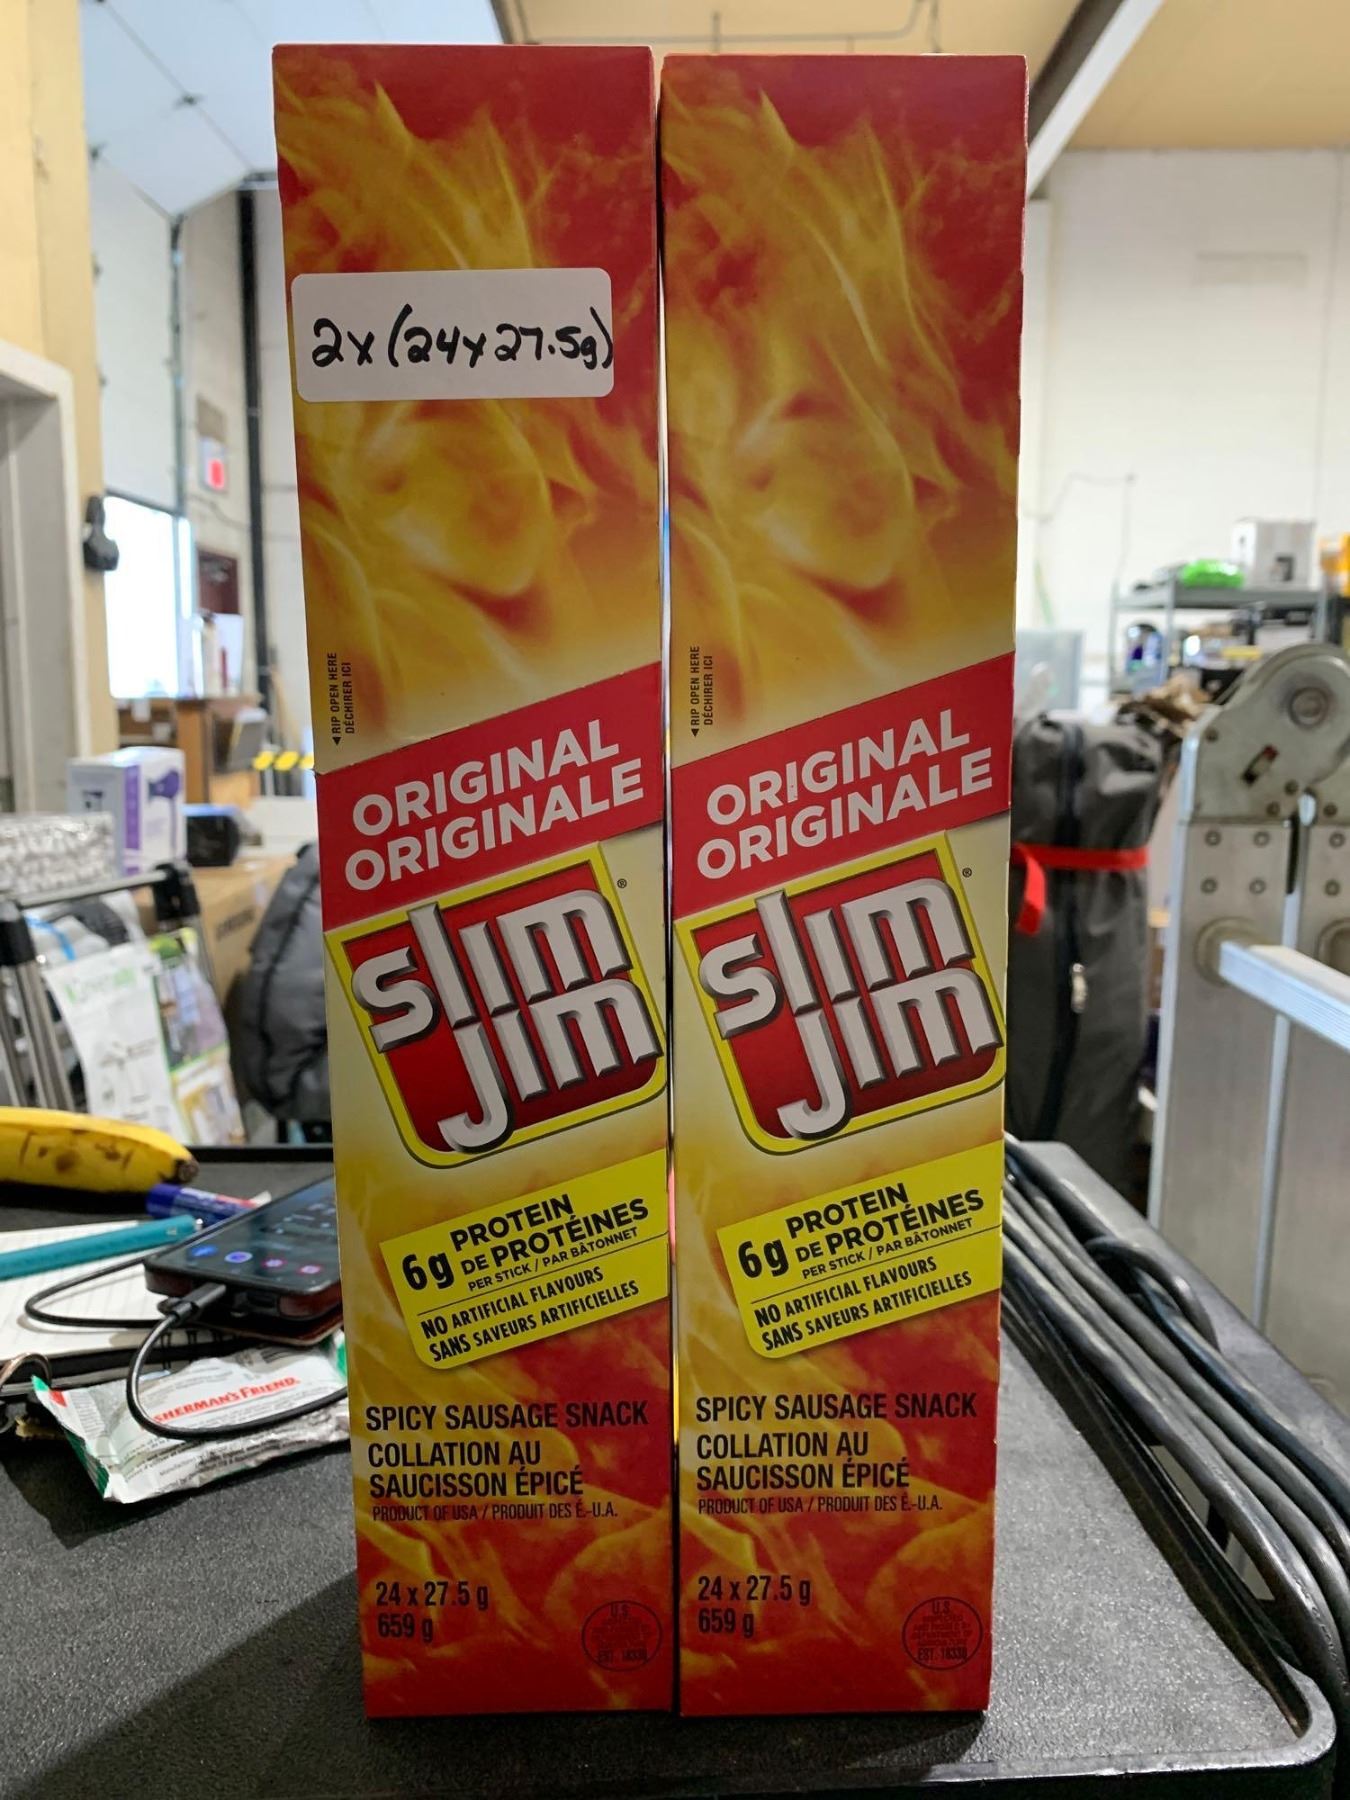 2x (24x27.5g)
◄ RIP OPEN HERE
DÉCHIRER ICI
ORIGINAL
ORIGINALE
slim
Jim
®
6g PROTEIN
DE PROTÉINES
PER STICK / PAR BÂTONNET
NO ARTIFICIAL FLAVOURS
SANS SAVEURS ARTIFICIELLES
SPICY SAUSAGE SNACK
COLLATION AU
SAUCISSON ÉPICÉ
PRODUCT OF USA / PRODUIT DES É.-U.A.
24 x 27.5 g
659 g
U.S.
◄ RIP OPEN HERE
DÉCHIRER ICI
ORIGINAL
ORIGINALE
slim
Jim
®
6g PROTEIN
DE PROTÉINES
PER STICK / PAR BÂTONNET
NO ARTIFICIAL FLAVOURS
SANS SAVEURS ARTIFICIELLES
SPICY SAUSAGE SNACK
COLLATION AU
SAUCISSON ÉPICÉ
PRODUCT OF USA / PRODUIT DES É.-U.A.
24 x 27.5 g
659 g
U.S.
SHERMAN'S FRIEND